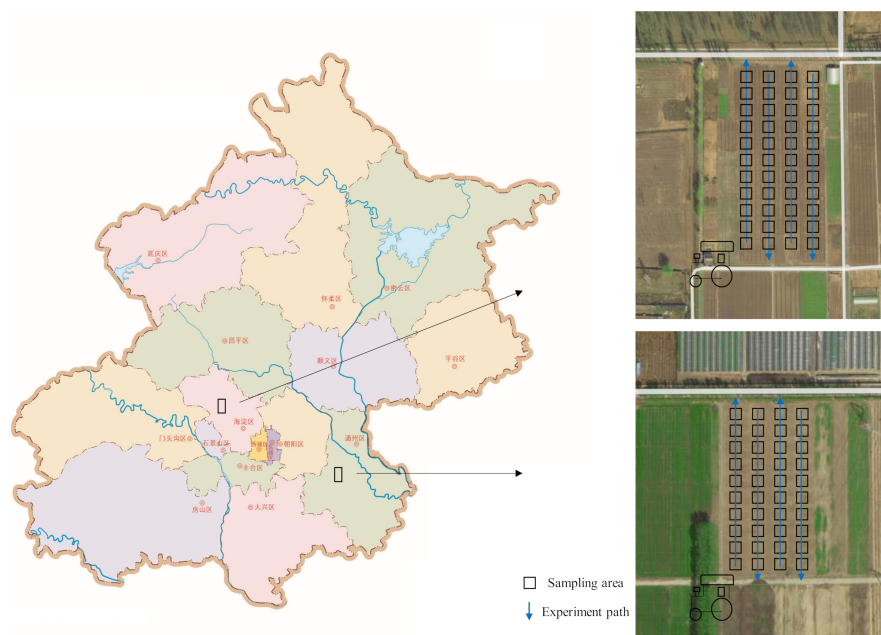 延庆区
怀柔区
密云区
昌平区
顺义区
平谷区
海淀区
门头沟区
石景山区
朝阳区
通州区
丰台区
房山区
大兴区
Sampling area
Experiment path